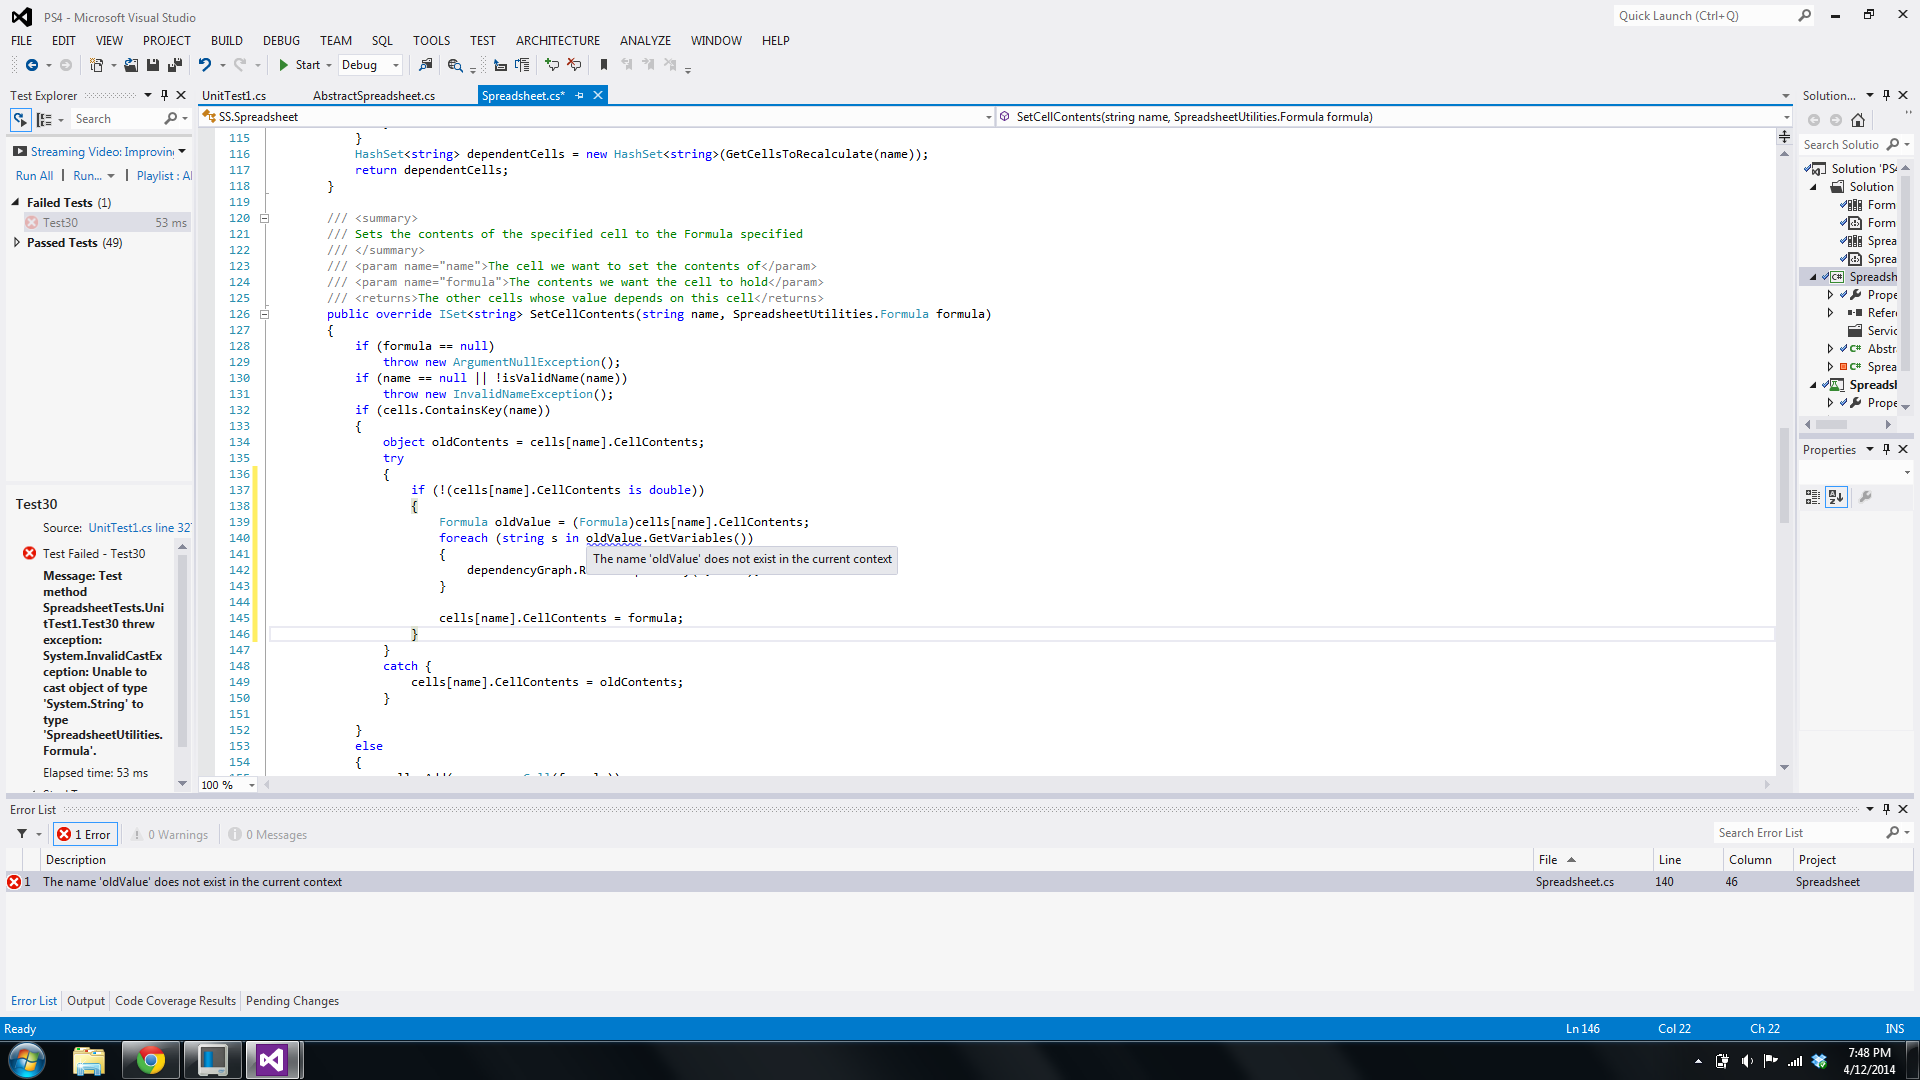 PS4 - Microsoft Visual Studio
Quick Launch (Ctrl+Q)
FILE EDIT VIEW PROJECT BUILD DEBUG TEAM SQL TOOLS TEST ARCHITECTURE ANALYZE WINDOW HELP
Start Debug
Test Explorer
Search
Streaming Video: Improving
Run All | Run... | Playlist : Al
Failed Tests (1)
Test30 53 ms
Passed Tests (49)
Test30
Source: UnitTest1.cs line 327
Test Failed - Test30
Message: Test
method
SpreadsheetTests.Uni
tTest1.Test30 threw
exception:
System.InvalidCastEx
ception: Unable to
cast object of type
'System.String' to
type
'SpreadsheetUtilities.
Formula'.
Elapsed time: 53 ms
UnitTest1.cs AbstractSpreadsheet.cs Spreadsheet.cs*
SS.Spreadsheet SetCellContents(string name, SpreadsheetUtilities.Formula formula)
115 }
116 HashSet<string> dependentCells = new HashSet<string>(GetCellsToRecalculate(name));
117 return dependentCells;
118 }
119
120 /// <summary>
121 /// Sets the contents of the specified cell to the Formula specified
122 /// </summary>
123 /// <param name="name">The cell we want to set the contents of</param>
124 /// <param name="formula">The contents we want the cell to hold</param>
125 /// <returns>The other cells whose value depends on this cell</returns>
126 public override ISet<string> SetCellContents(string name, SpreadsheetUtilities.Formula formula)
127 {
128 if (formula == null)
129 throw new ArgumentNullException();
130 if (name == null || !isValidName(name))
131 throw new InvalidNameException();
132 if (cells.ContainsKey(name))
133 {
134 object oldContents = cells[name].CellContents;
135 try
136 {
137 if (!(cells[name].CellContents is double))
138 {
139 Formula oldValue = (Formula)cells[name].CellContents;
140 foreach (string s in oldValue.GetVariables())
141 {
The name 'oldValue' does not exist in the current context
142 dependencyGraph.R
143 }
144
145 cells[name].CellContents = formula;
146 }
147 }
148 catch {
149 cells[name].CellContents = oldContents;
150 }
151
152 }
153 else
154 {
100 %
Solution...
Search Solutio
Solution 'PS4
Solution
Form
Form
Sprea
Sprea
Spreadsh
Prope
Refer
Servic
Abstr
Sprea
Spreadsl
Prope
Properties
Error List
1 Error 0 Warnings 0 Messages
Search Error List
Description File Line Column Project
1 The name 'oldValue' does not exist in the current context Spreadsheet.cs 140 46 Spreadsheet
Error List Output Code Coverage Results Pending Changes
Ready Ln 146 Col 22 Ch 22 INS
7:48 PM
4/12/2014